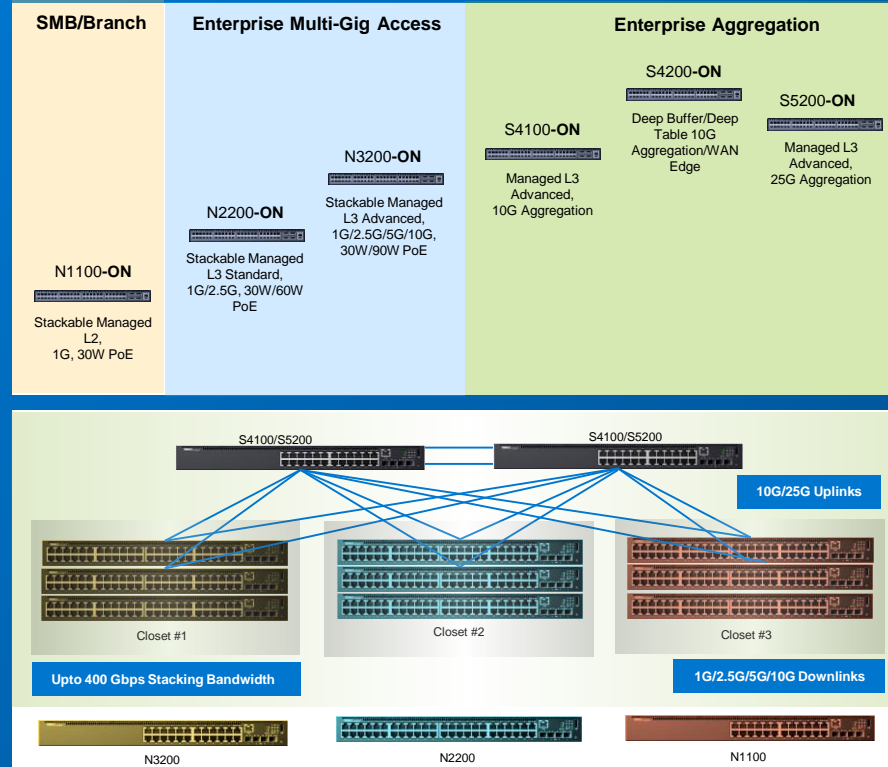 SMB/Branch
Enterprise Multi-Gig Access
Enterprise Aggregation
N1100-ON
Stackable Managed
L2,
1G, 30W PoE
N2200-ON
Stackable Managed
L3 Standard,
1G/2.5G, 30W/60W
PoE
N3200-ON
Stackable Managed
L3 Advanced,
1G/2.5G/5G/10G,
30W/90W PoE
S4100-ON
Managed L3
Advanced,
10G Aggregation
S4200-ON
Deep Buffer/Deep
Table 10G
Aggregation/WAN
Edge
S5200-ON
Managed L3
Advanced,
25G Aggregation
S4100/S5200
S4100/S5200
10G/25G Uplinks
Closet #1
Closet #2
Closet #3
Upto 400 Gbps Stacking Bandwidth
1G/2.5G/5G/10G Downlinks
N3200
N2200
N1100